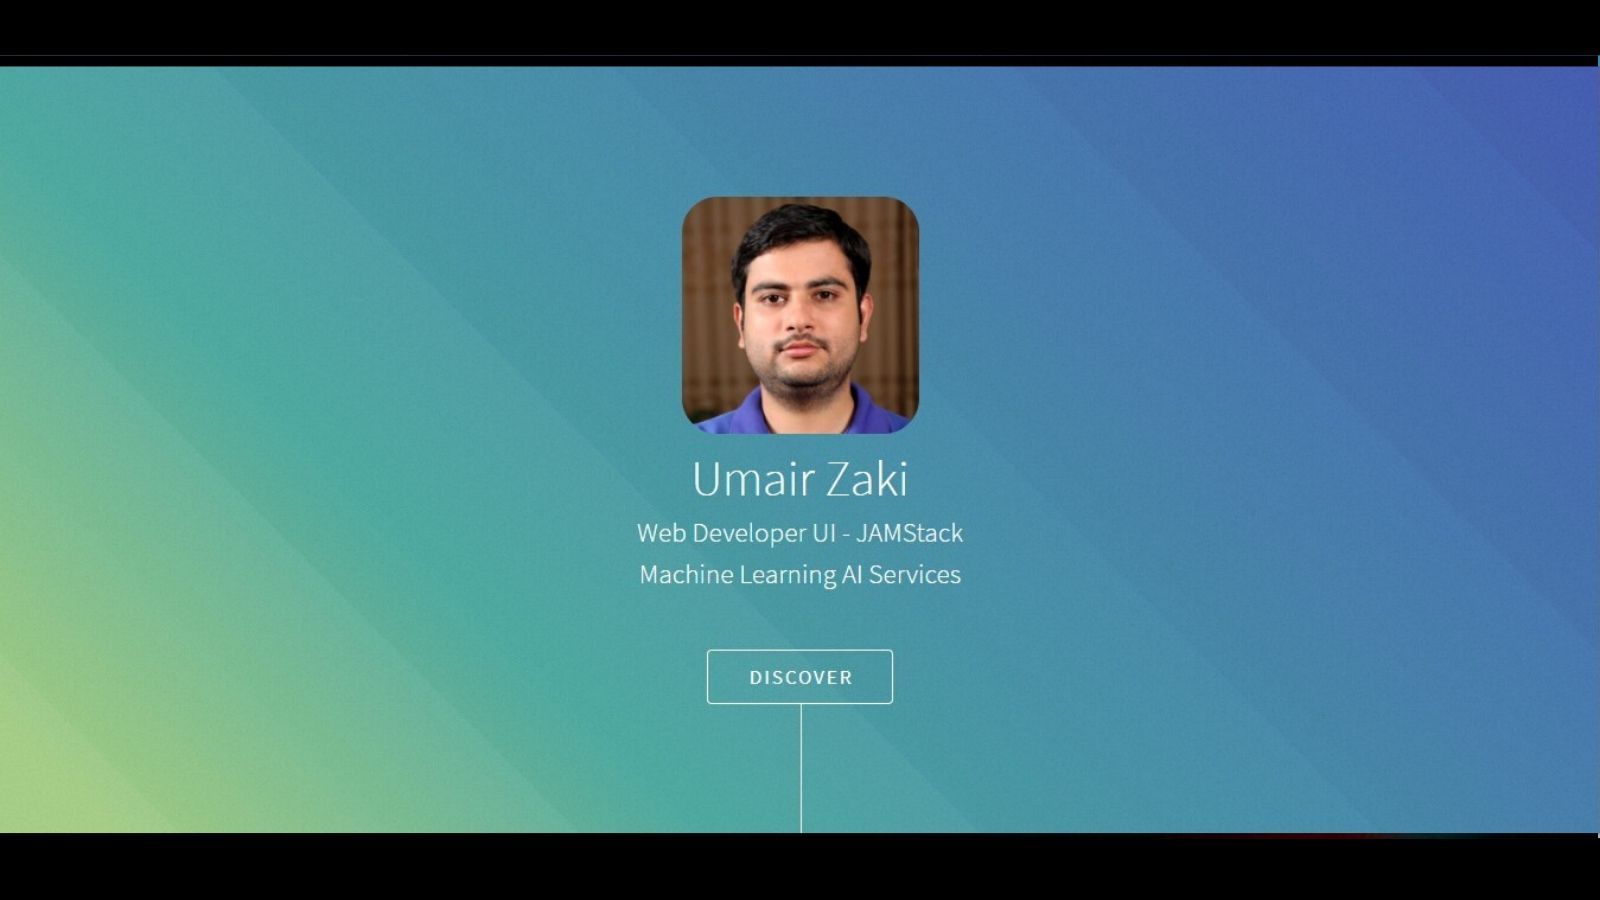 Umair Zaki
Web Developer UI - JAMStack
Machine Learning AI Services
DISCOVER